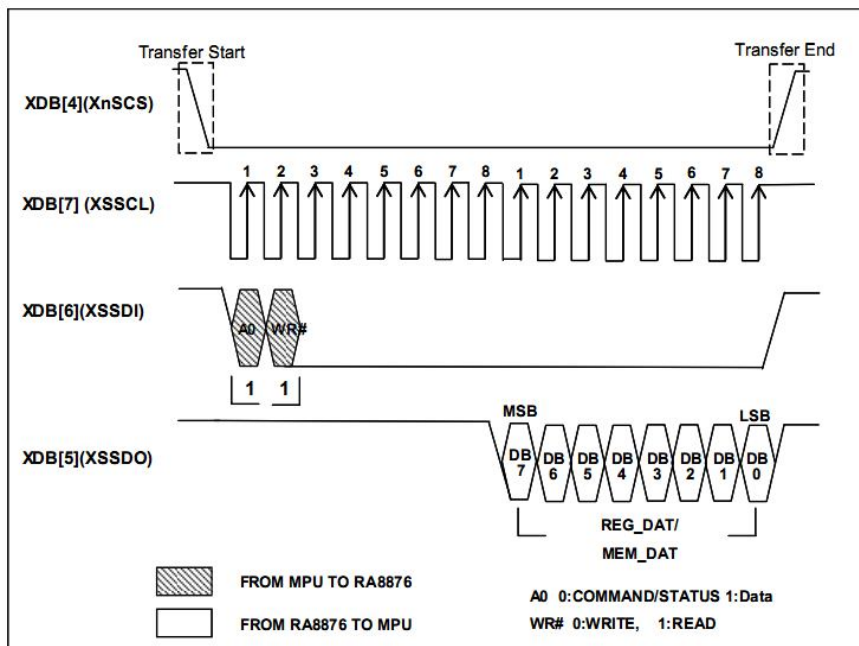 Transfer Start
Transfer End
XDB[4](XnSCS)
1 2 3 4 5 6 7 8 1 2 3 4 5 6 7 8
XDB[7] (XSSCL)
XDB[6](XSSDI)
A0 WR#
1 1
MSB LSB
XDB[5](XSSDO)
DB DB DB DB DB DB DB DB
7 6 5 4 3 2 1 0
REG_DAT/
MEM_DAT
FROM MPU TO RA8876
A0 0:COMMAND/STATUS 1:Data
FROM RA8876 TO MPU
WR# 0:WRITE, 1:READ